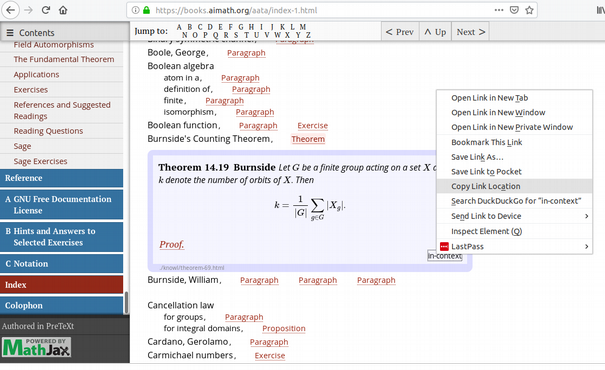 https://books.aimath.org/aata/index-1.html
Contents
Jump to:
A B C D E F G H I J K L M
N O P Q R S T U V W X Y Z
< Prev
Up
Next >
Field Automorphisms
The Fundamental Theorem
Applications
Exercises
References and Suggested
Readings
Reading Questions
Sage
Sage Exercises
Reference
A GNU Free Documentation
License
B Hints and Answers to
Selected Exercises
C Notation
Index
Colophon
Authored in PreTeXt
POWERED BY
MathJax
Boole, George, Paragraph
Boolean algebra
atom in a, Paragraph
definition of, Paragraph
finite, Paragraph
isomorphism, Paragraph
Boolean function, Paragraph Exercise
Burnside's Counting Theorem, Theorem
Theorem 14.19 Burnside Let G be a finite group acting on a set X
k denote the number of orbits of X. Then
k = 1/|G| ∑ g∈G |X_g|.
Proof.
in-context
Burnside, William, Paragraph Paragraph Paragraph
Cancellation law
for groups, Paragraph
for integral domains, Proposition
Cardano, Gerolamo, Paragraph
Carmichael numbers, Exercise
Open Link in New Tab
Open Link in New Window
Open Link in New Private Window
Bookmark This Link
Save Link As...
Save Link to Pocket
Copy Link Location
Search DuckDuckGo for "in-context"
Send Link to Device
Inspect Element (Q)
LastPass